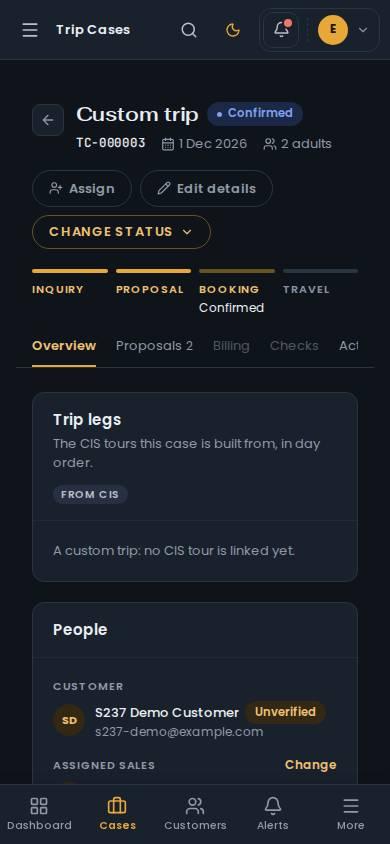 Trip Cases
E
Custom trip
Confirmed
TC-000003 1 Dec 2026 2 adults
Assign
Edit details
CHANGE STATUS
INQUIRY PROPOSAL BOOKING TRAVEL
Confirmed
Overview Proposals 2 Billing Checks Act
Trip legs
The CIS tours this case is built from, in day
order.
FROM CIS
A custom trip: no CIS tour is linked yet.
People
CUSTOMER
SD
S237 Demo Customer Unverified
s237-demo@example.com
ASSIGNED SALES Change
Dashboard Cases Customers Alerts More